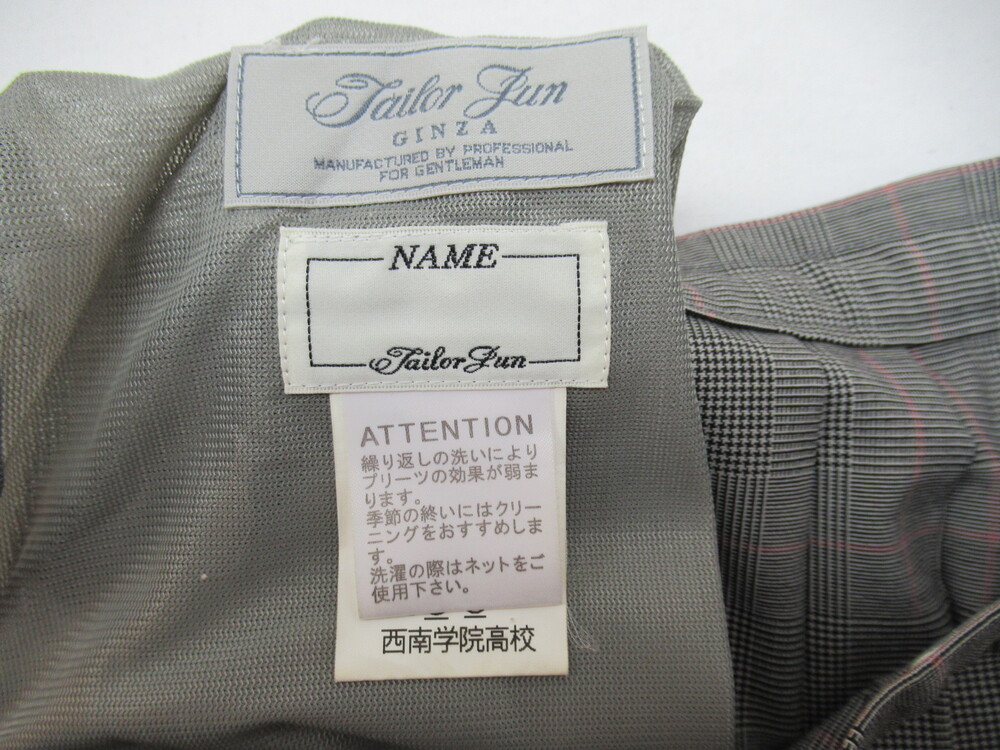 Tailor Jun
GINZA
MANUFACTURED BY PROFESSIONAL
FOR GENTLEMAN
NAME
Tailor Jun
ATTENTION
繰り返しの洗いにより
プリーツの効果が弱ま
ります。
季節の終いにはクリー
ニングをおすすめしま
す。
洗濯の際はネットをご
使用下さい。
西南学院高校